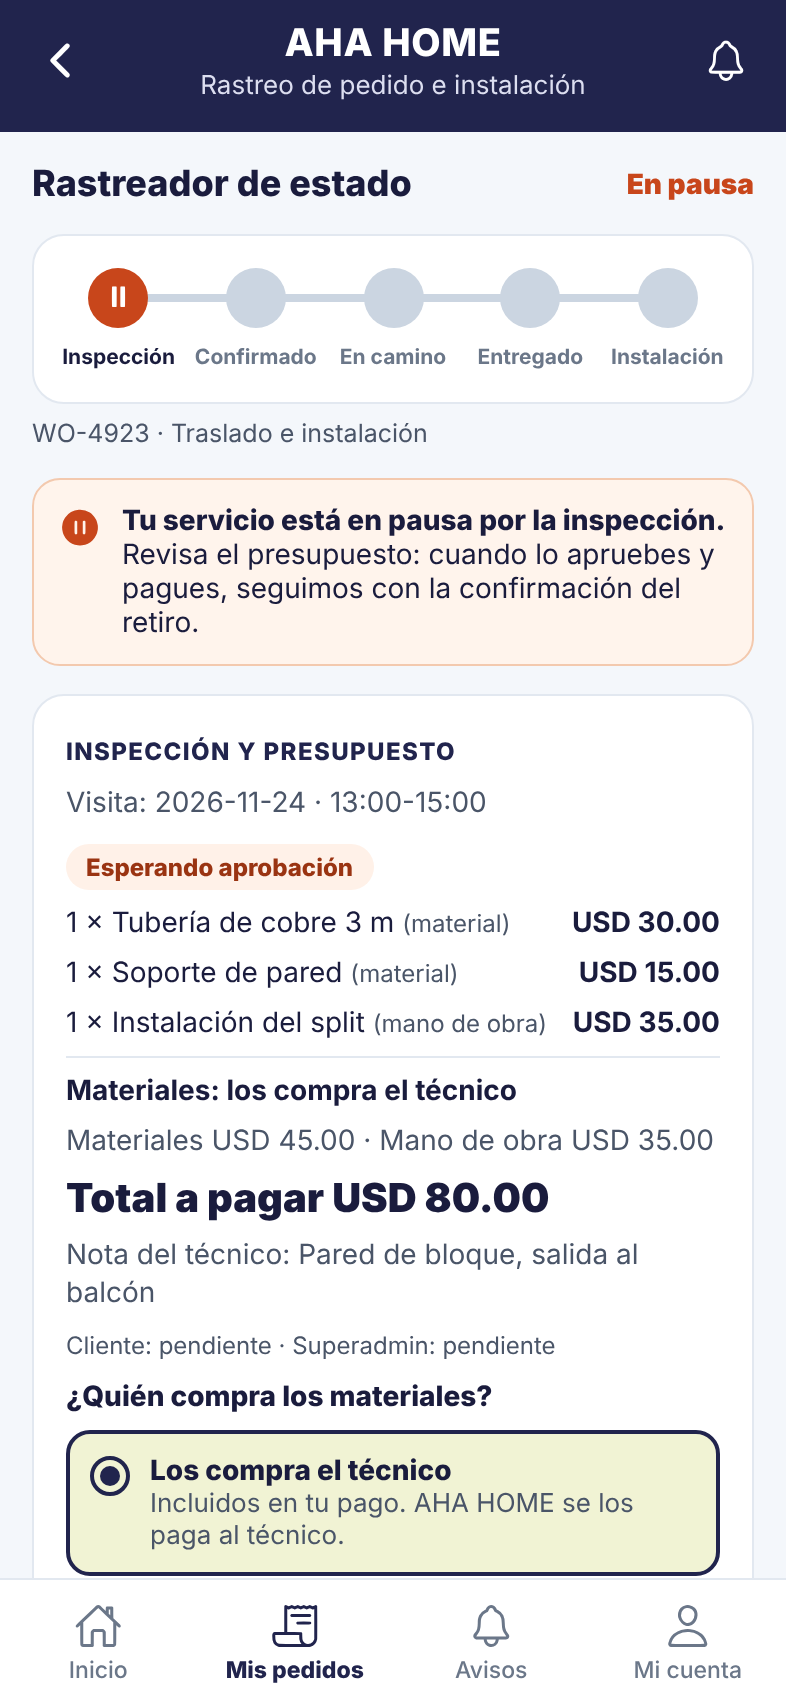 AHA HOME
Rastreo de pedido e instalación
Rastreador de estado
En pausa
Inspección
Confirmado
En camino
Entregado
Instalación
WO-4923 · Traslado e instalación
Tu servicio está en pausa por la inspección.
Revisa el presupuesto: cuando lo apruebes y
pagues, seguimos con la confirmación del
retiro.
INSPECCIÓN Y PRESUPUESTO
Visita: 2026-11-24 · 13:00-15:00
Esperando aprobación
1 × Tubería de cobre 3 m (material) USD 30.00
1 × Soporte de pared (material) USD 15.00
1 × Instalación del split (mano de obra) USD 35.00
Materiales: los compra el técnico
Materiales USD 45.00 · Mano de obra USD 35.00
Total a pagar USD 80.00
Nota del técnico: Pared de bloque, salida al
balcón
Cliente: pendiente · Superadmin: pendiente
¿Quién compra los materiales?
Los compra el técnico
Incluidos en tu pago. AHA HOME se los
paga al técnico.
Inicio
Mis pedidos
Avisos
Mi cuenta